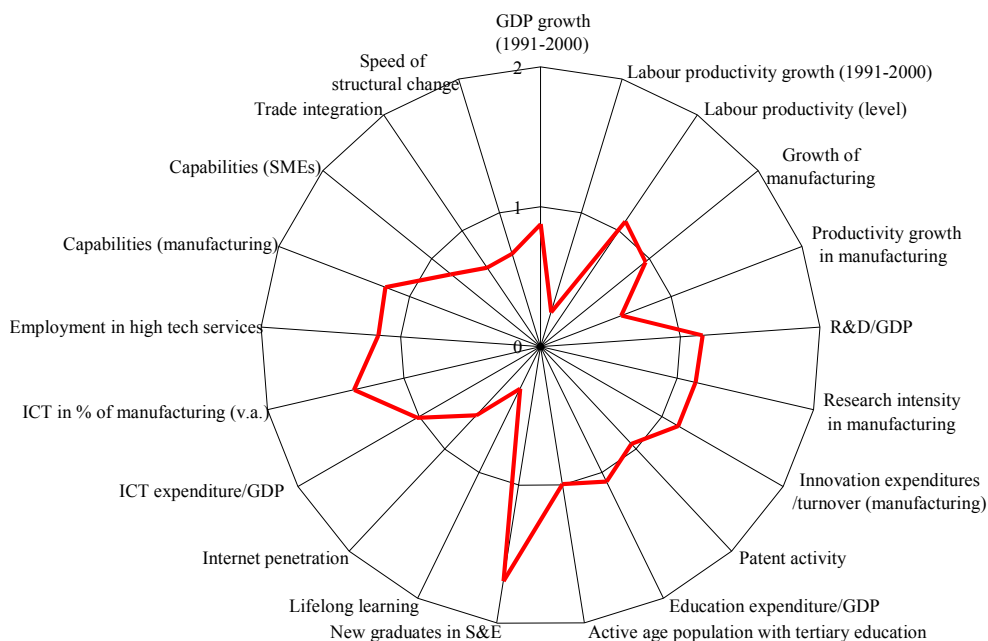 GDP growth
(1991-2000)
2
Labour productivity growth (1991-2000)
Labour productivity (level)
Growth of
manufacturing
Productivity growth
in manufacturing
R&D/GDP
Research intensity
in manufacturing
Innovation expenditures
/turnover (manufacturing)
Patent activity
Education expenditure/GDP
Active age population with tertiary education
New graduates in S&E
Lifelong learning
Internet penetration
ICT expenditure/GDP
ICT in % of manufacturing (v.a.)
Employment in high tech services
Capabilities (manufacturing)
Capabilities (SMEs)
Trade integration
Speed of
structural change
1
0